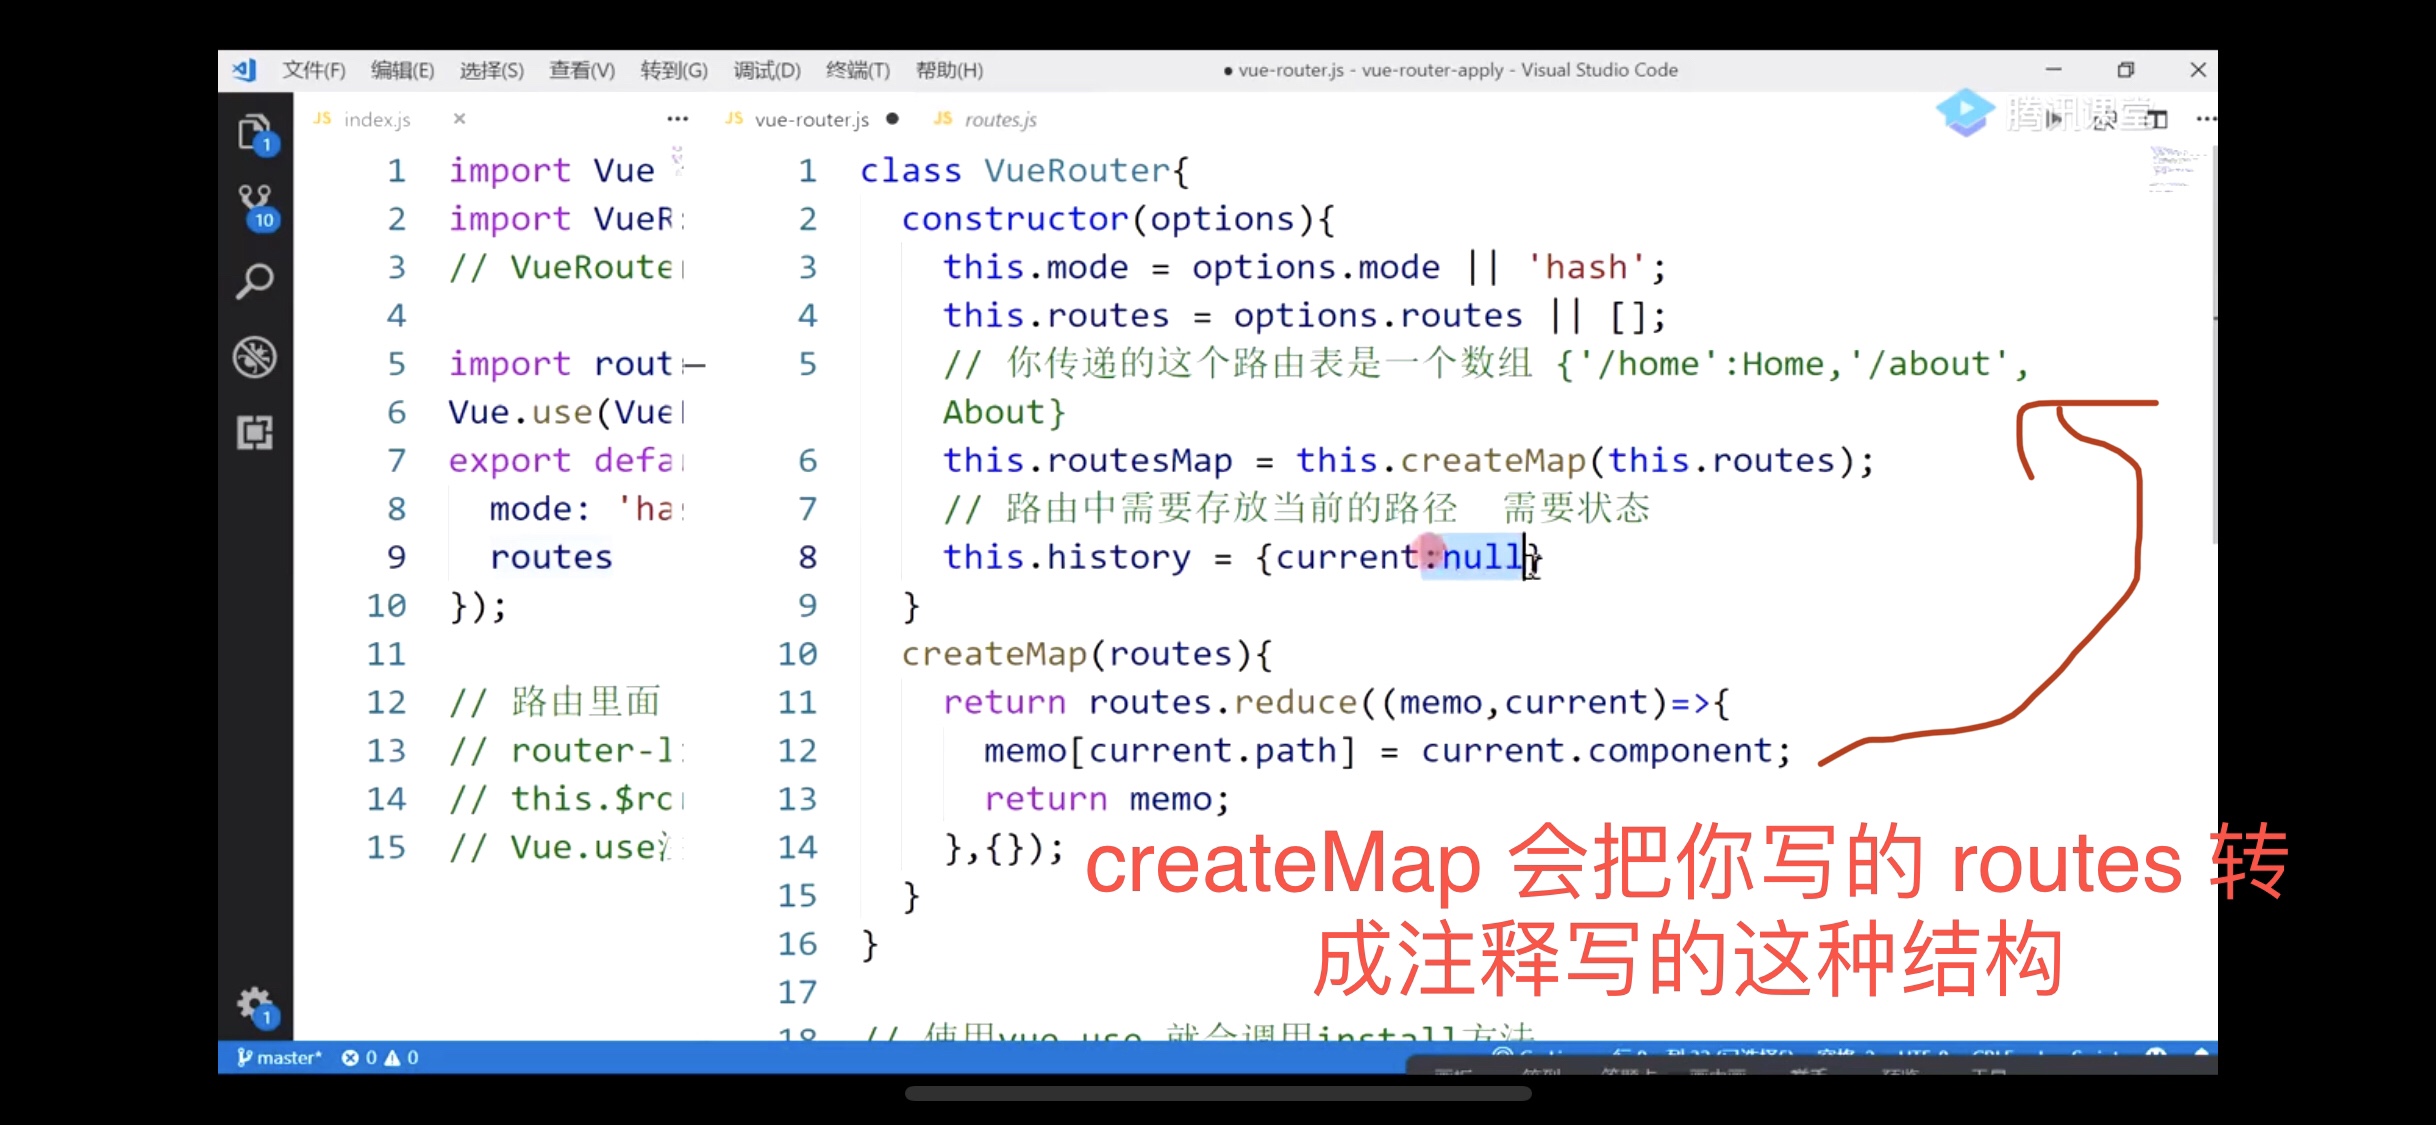 文件(F) 编辑(E) 选择(S) 查看(V) 转到(G) 调试(D) 终端(T) 帮助(H) ● vue-router.js - vue-router-apply - Visual Studio Code
JS index.js × ··· JS vue-router.js ● JS routes.js
腾讯课堂
1
10
1 import Vue
2 import VueR
3 // VueRoute
4
5 import rout
6 Vue.use(Vue
7 export defa
8 mode: 'ha
9 routes
10 });
11
12 // 路由里面
13 // router-l
14 // this.$ro
15 // Vue.use
1 class VueRouter{
2 constructor(options){
3 this.mode = options.mode || 'hash';
4 this.routes = options.routes || [];
5 // 你传递的这个路由表是一个数组 {'/home':Home,'/about',
About}
6 this.routesMap = this.createMap(this.routes);
7 // 路由中需要存放当前的路径 需要状态
8 this.history = {current:null}
9 }
10 createMap(routes){
11 return routes.reduce((memo,current)=>{
12 memo[current.path] = current.component;
13 return memo;
14 },{});
15 }
16 }
17
18 // 使用vue.use 就会调用install方法
createMap 会把你写的 routes 转
成注释写的这种结构
1
master* 0 0